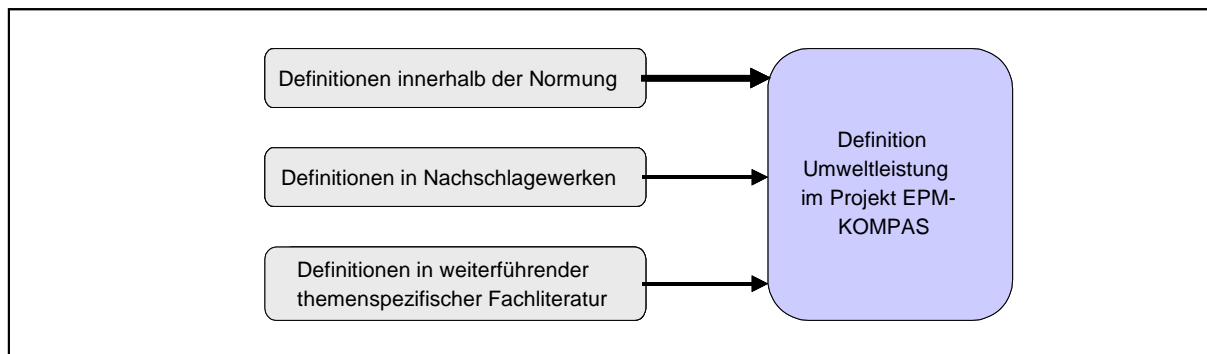 Definitionen innerhalb der Normung
Definitionen in Nachschlagewerken
Definitionen in weiterführender
themenspezifischer Fachliteratur
Definition
Umweltleistung
im Projekt EPM-
KOMPAS